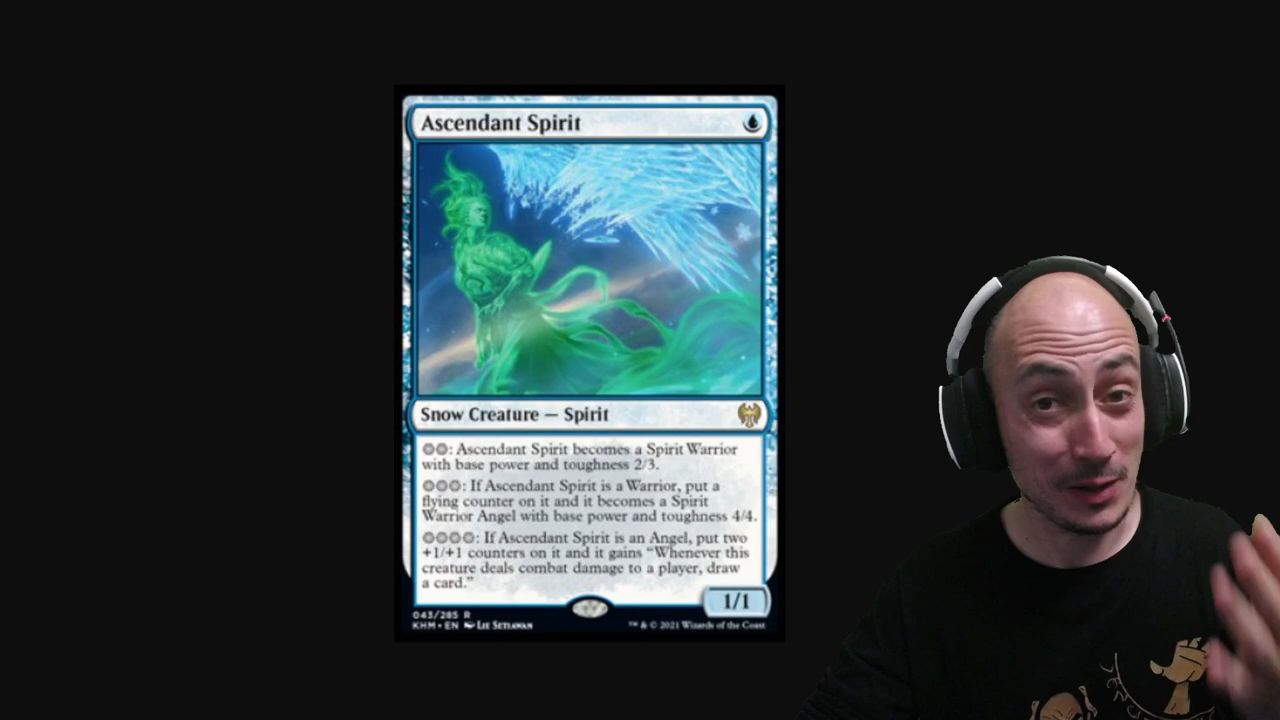 Ascendant Spirit
Snow Creature — Spirit
: Ascendant Spirit becomes a Spirit Warrior
with base power and toughness 2/3.
: If Ascendant Spirit is a Warrior, put a
flying counter on it and it becomes a Spirit
Warrior Angel with base power and toughness 4/4.
: If Ascendant Spirit is an Angel, put two
+1/+1 counters on it and it gains “Whenever this
creature deals combat damage to a player, draw
a card.”
1/1
043/285 R
KHM • EN Lie Setiawan
™ & © 2021 Wizards of the Coast